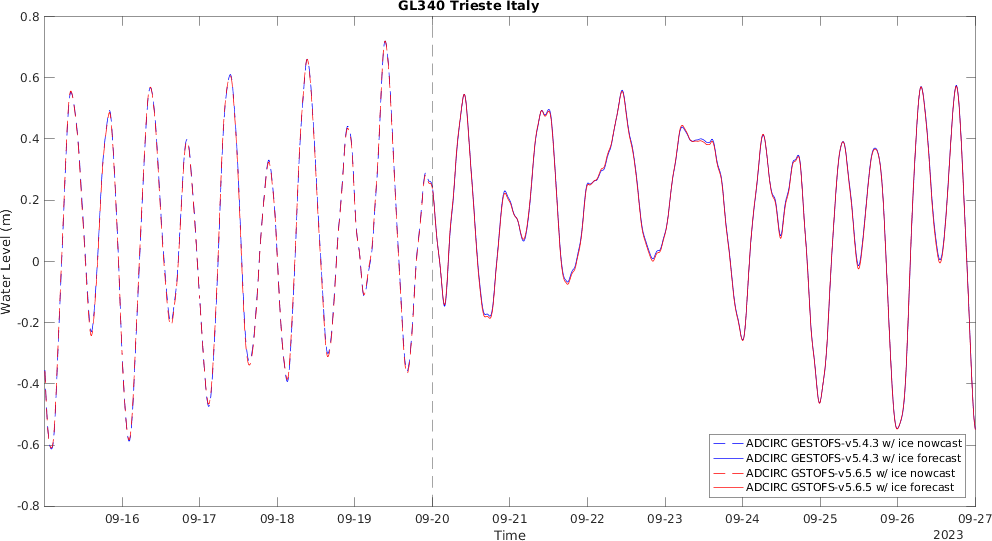 GL340 Trieste Italy
Water Level (m)
0.8
0.6
0.4
0.2
0
-0.2
-0.4
-0.6
-0.8
09-16 09-17 09-18 09-19 09-20 09-21 09-22 09-23 09-24 09-25 09-26 09-27
Time
2023
ADCIRC GESTOFS-v5.4.3 w/ ice nowcast
ADCIRC GESTOFS-v5.4.3 w/ ice forecast
ADCIRC GSTOFS-v5.6.5 w/ ice nowcast
ADCIRC GSTOFS-v5.6.5 w/ ice forecast